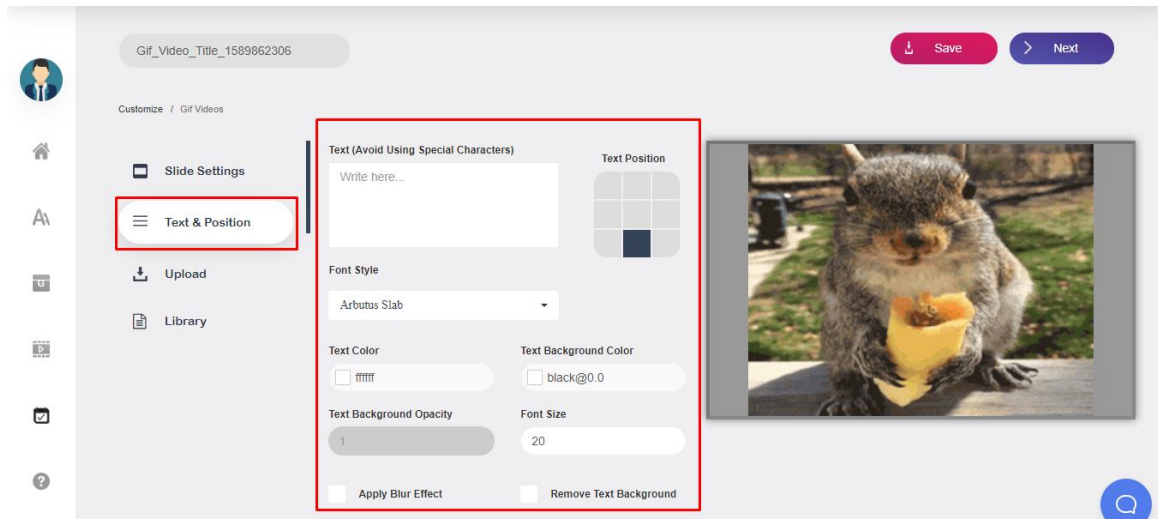 Gif_Video_Title_1589862306
Save
Next
Customize / Gif Videos
Slide Settings
Text & Position
Upload
Library
Text (Avoid Using Special Characters)
Write here...
Text Position
Font Style
Arbutus Slab
Text Color
Text Background Color
ffffff
black@0.0
Text Background Opacity
Font Size
1
20
Apply Blur Effect
Remove Text Background